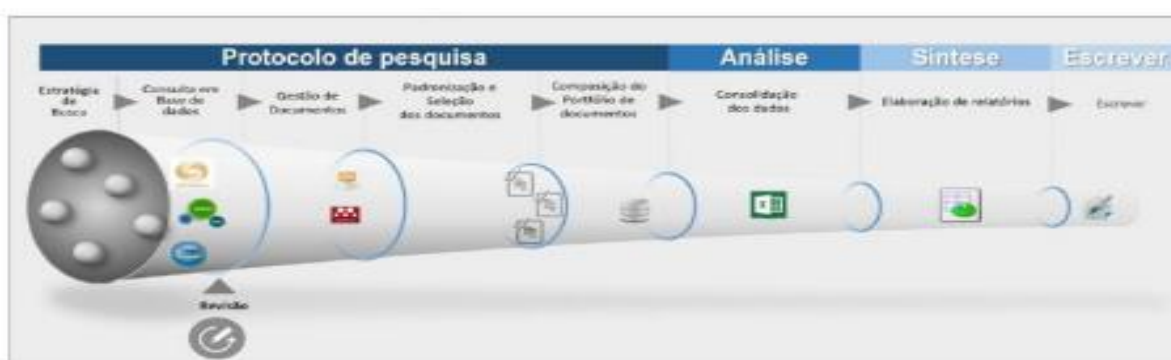 Protocolo de pesquisa
Análise
Síntese
Escrever
Estratégia
de
Busca
Consulta em
Base de
dados
Gestão de
Documentos
Padronização e
Seleção
dos documentos
Composição do
Portfólio de
documentos
Consolidação
dos dados
Elaboração de relatórios
Escrever
Revisão